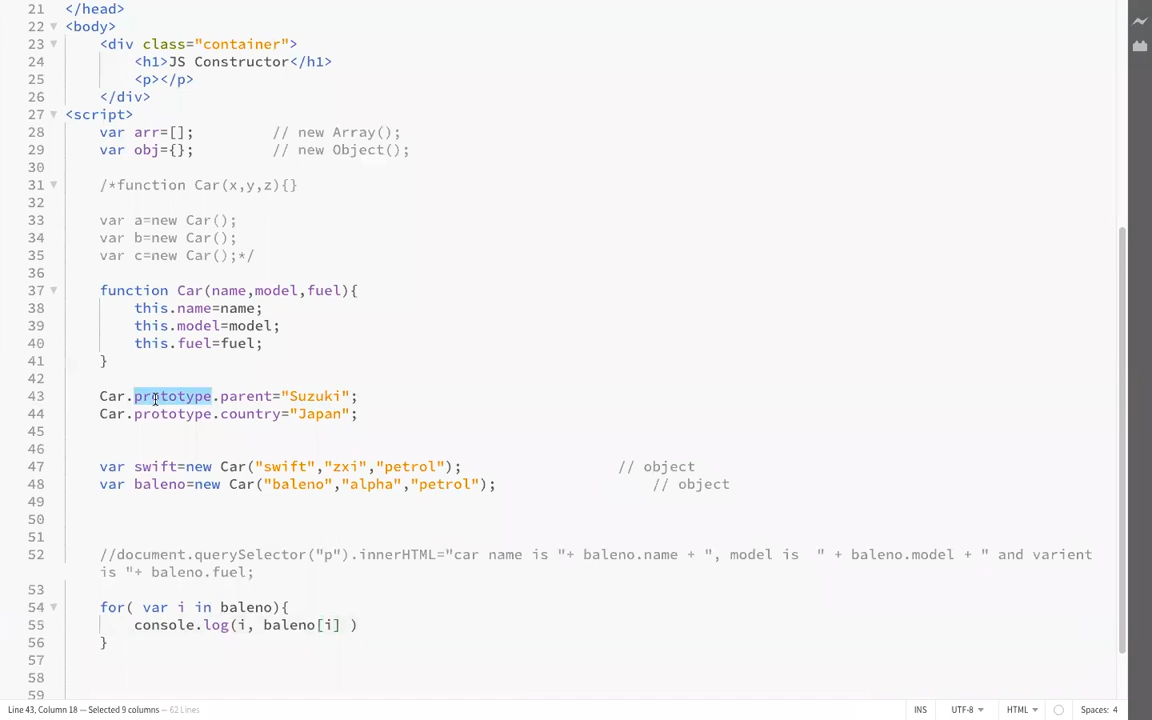 21 </head>
22 <body>
23 <div class="container">
24 <h1>JS Constructor</h1>
25 <p></p>
26 </div>
27 <script>
28 var arr=[]; // new Array();
29 var obj={}; // new Object();
30
31 /*function Car(x,y,z){}
32
33 var a=new Car();
34 var b=new Car();
35 var c=new Car();*/
36
37 function Car(name,model,fuel){
38 this.name=name;
39 this.model=model;
40 this.fuel=fuel;
41 }
42
43 Car.prototype.parent="Suzuki";
44 Car.prototype.country="Japan";
45
46
47 var swift=new Car("swift","zxi","petrol"); // object
48 var baleno=new Car("baleno","alpha","petrol"); // object
49
50
51
52 //document.querySelector("p").innerHTML="car name is "+ baleno.name + ", model is  " + baleno.model + " and varient
is "+ baleno.fuel;
53
54 for( var i in baleno){
55 console.log(i, baleno[i] )
56 }
57
58
59
Line 43, Column 18 — Selected 9 columns — 62 Lines INS UTF-8 HTML Spaces: 4